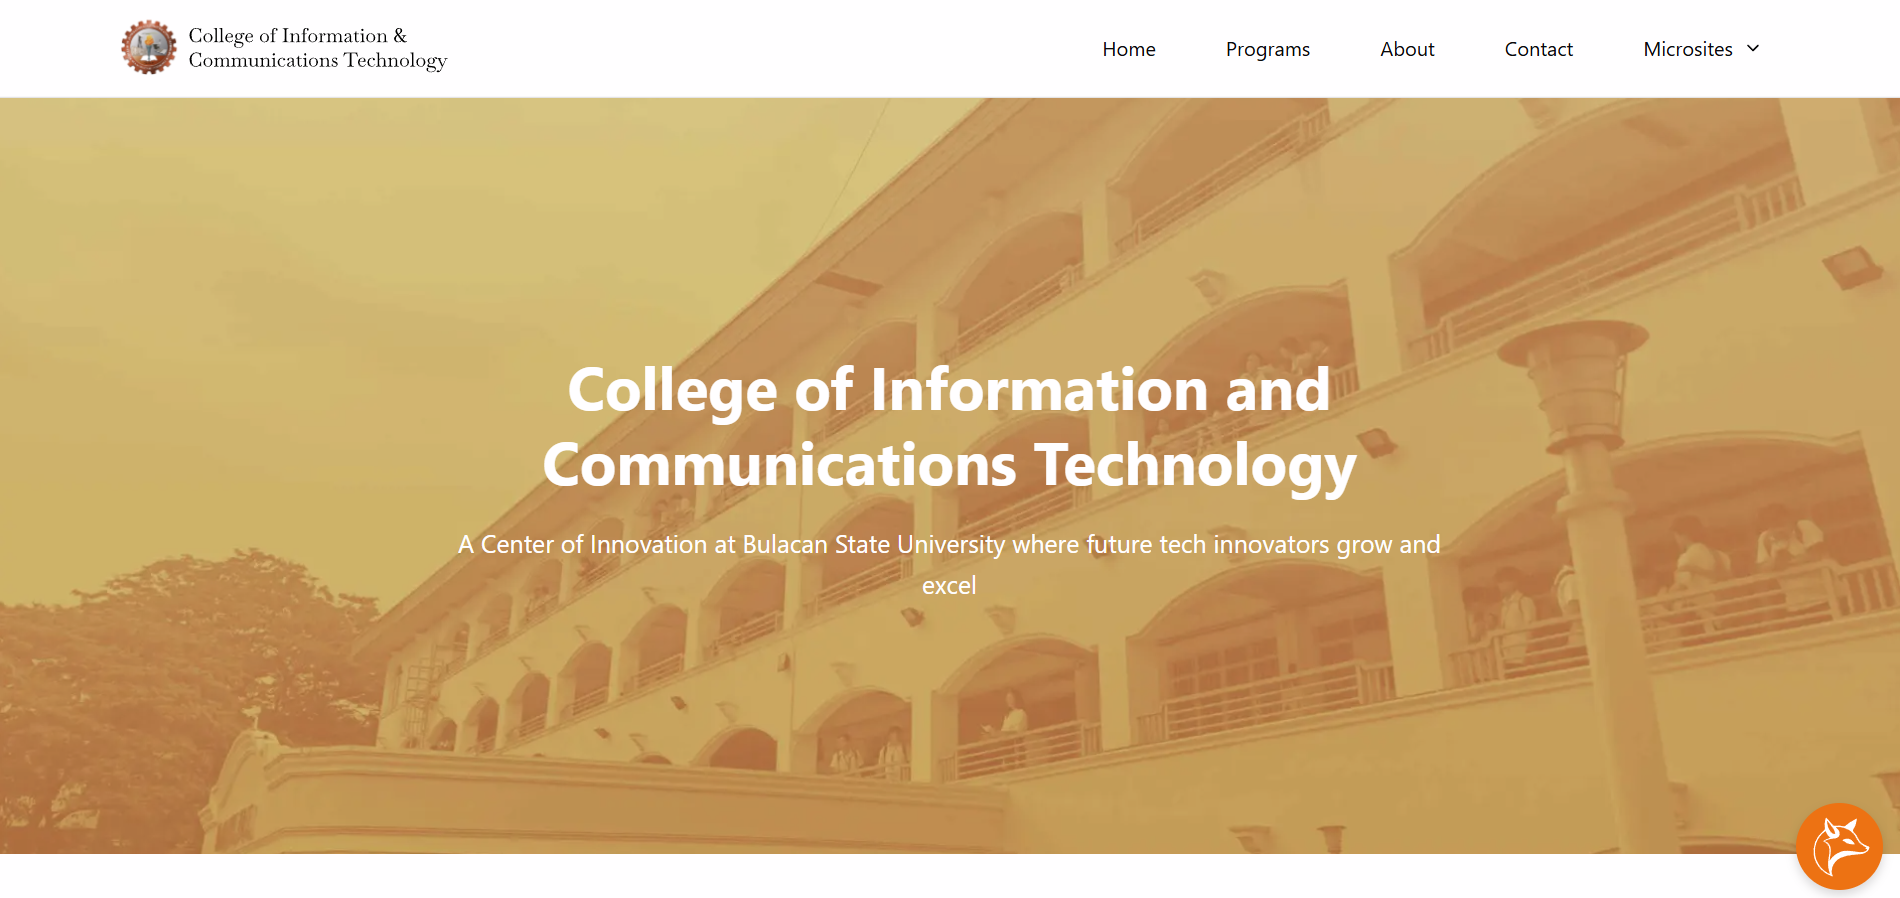 College of Information &
Communications Technology
Home
Programs
About
Contact
Microsites
College of Information and
Communications Technology
A Center of Innovation at Bulacan State University where future tech innovators grow and
excel